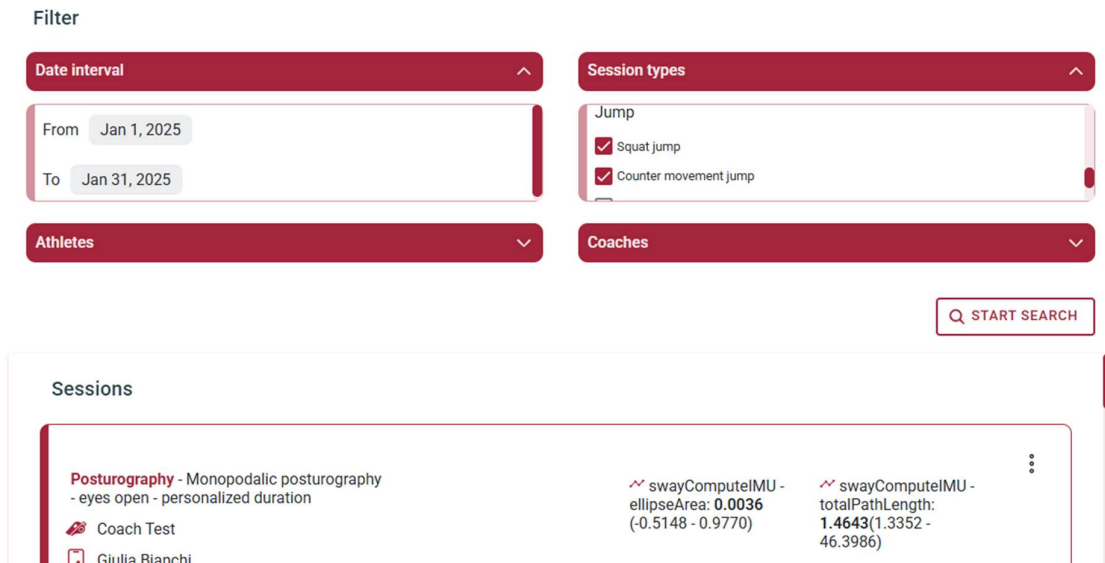 Filter
Date interval
From Jan 1, 2025
To Jan 31, 2025
Session types
Jump
Squat jump
Counter movement jump
Athletes
Coaches
START SEARCH
Sessions
Posturography - Monopodalic posturography
- eyes open - personalized duration
Coach Test
Giulia Bianchi
swayComputeIMU -
ellipseArea: 0.0036
(-0.5148 - 0.9770)
swayComputeIMU -
totalPathLength:
1.4643(1.3352 -
46.3986)